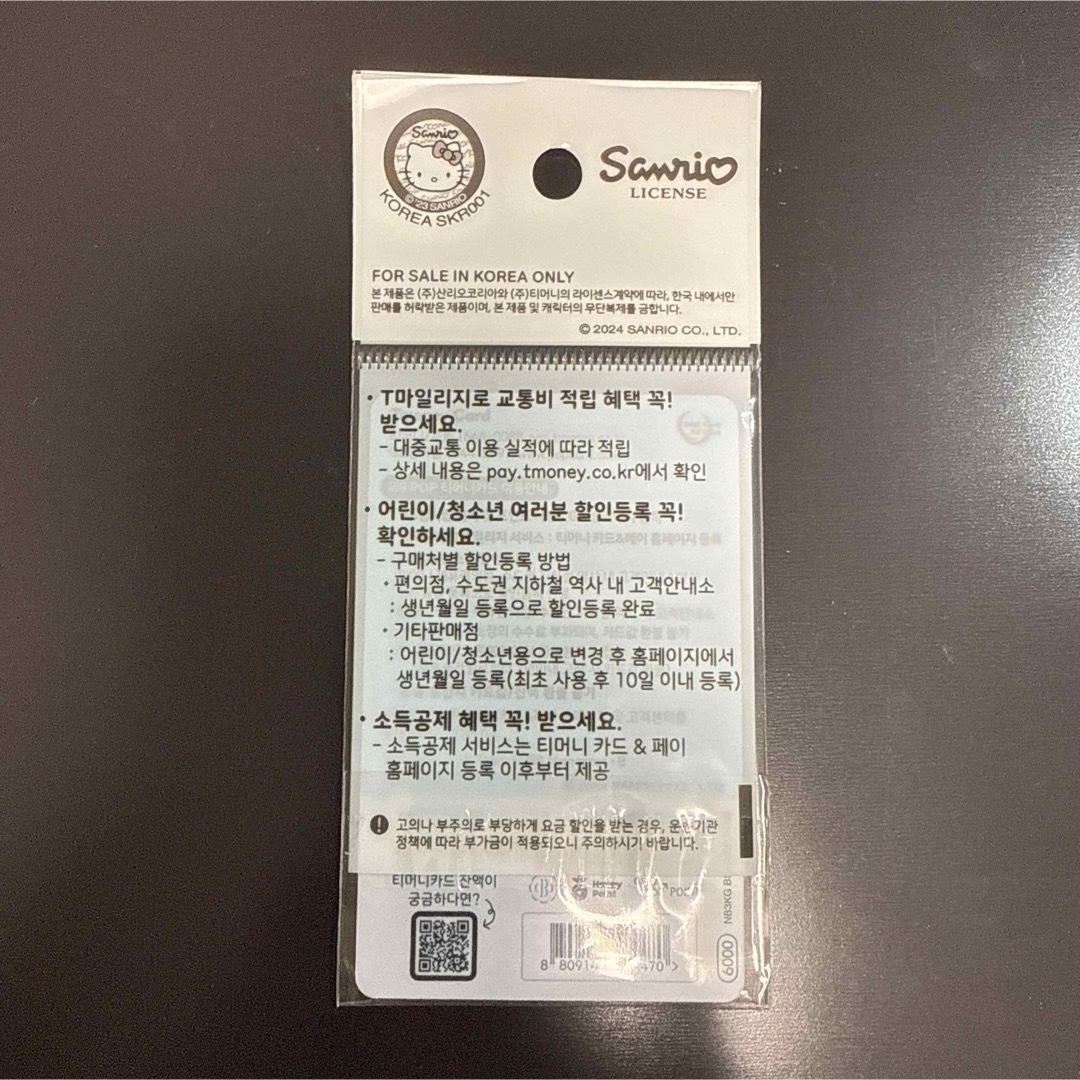 Sanrio
© '23 SANRIO
KOREA SKR001
Sanrio
LICENSE
FOR SALE IN KOREA ONLY
본 제품은 (주)산리오코리아와 (주)티머니의 라이센스계약에 따라, 한국 내에서만
판매를 허락받은 제품이며, 본 제품 및 캐릭터의 무단복제를 금합니다.
© 2024 SANRIO CO., LTD.
• T마일리지로 교통비 적립 혜택 꼭!
받으세요.
- 대중교통 이용 실적에 따라 적립
- 상세 내용은 pay.tmoney.co.kr에서 확인
• 어린이/청소년 여러분 할인등록 꼭!
확인하세요.
- 구매처별 할인등록 방법
• 편의점, 수도권 지하철 역사 내 고객안내소
: 생년월일 등록으로 할인등록 완료
• 기타판매점
: 어린이/청소년용으로 변경 후 홈페이지에서
생년월일 등록(최초 사용 후 10일 이내 등록)
• 소득공제 혜택 꼭! 받으세요.
- 소득공제 서비스는 티머니 카드 & 페이
홈페이지 등록 이후부터 제공
! 고의나 부주의로 부당하게 요금 할인을 받는 경우, 운송기관
정책에 따라 부가금이 적용되오니 주의하시기 바랍니다.
티머니카드 잔액이
궁금하다면?
Point
6000
NB3KG